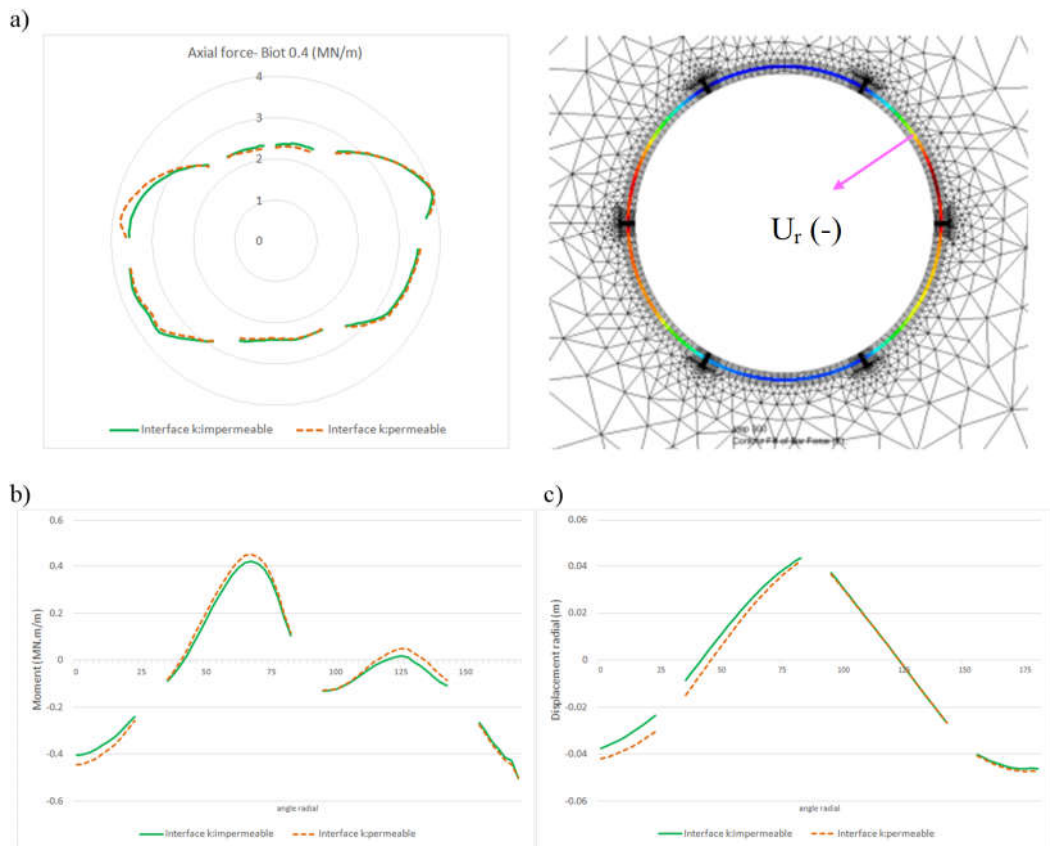 a)
Axial force- Biot 0.4 (MN/m)
4
3
2
1
0
Interface k:impermeable
Interface k:permeable
U_r (-)
b)
0.6
0.4
0.2
0
-0.2
-0.4
-0.6
Moment (MN.m/m)
0
25
50
75
100
125
150
175
angle radial
Interface k:impermeable
Interface k:permeable
c)
0.06
0.04
0.02
0
-0.02
-0.04
-0.06
Displacement radial (m)
0
25
50
75
100
125
150
175
angle radial
Interface k:impermeable
Interface k:permeable